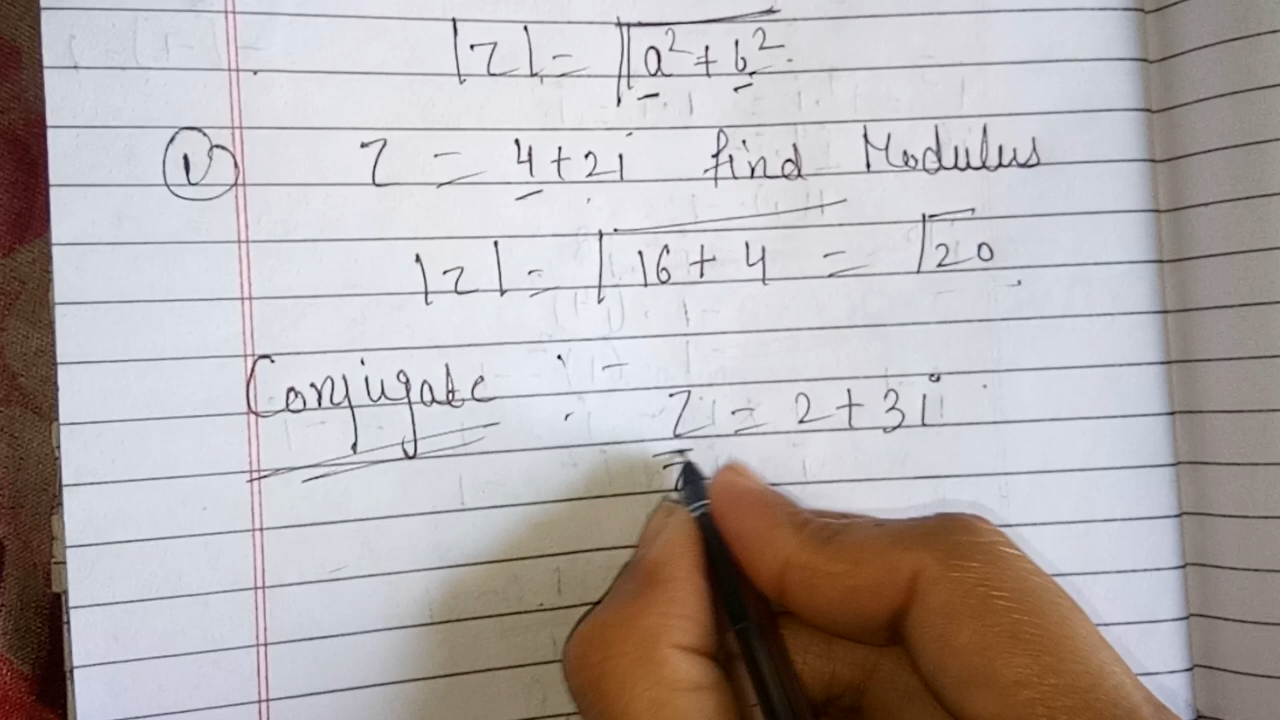 |z| = √a² + b²
1) z = 4 + 2i find Modulus
|z| = √16 + 4 = √20
Conjugate :- z = 2 + 3i